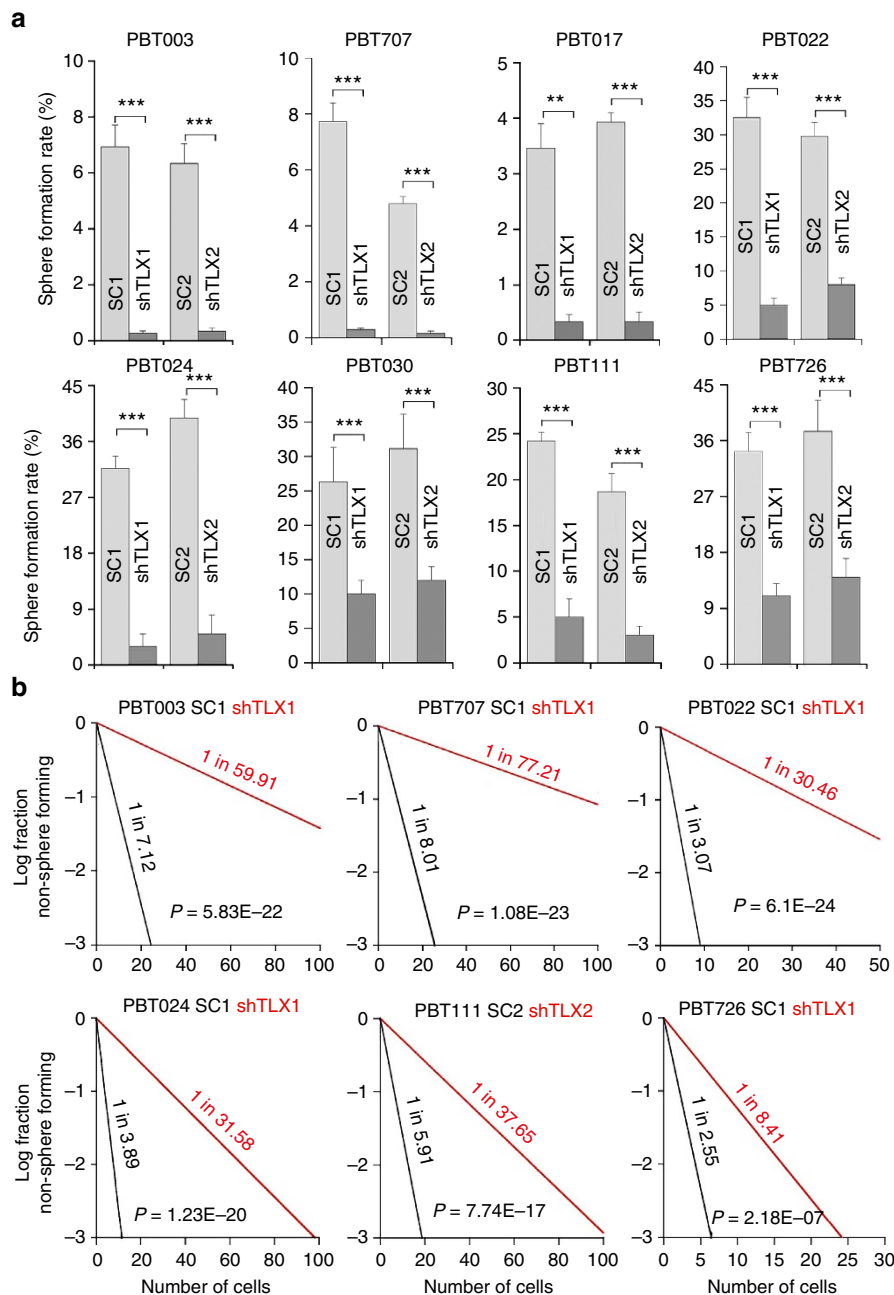 a
PBT003 PBT707 PBT017 PBT022
Sphere formation rate (%)
10
8
6
4
2
0
*** ***
SC1 shTLX1 SC2 shTLX2
10
8
6
4
2
0
*** ***
SC1 shTLX1 SC2 shTLX2
5
4
3
2
1
0
** ***
SC1 shTLX1 SC2 shTLX2
40
35
30
25
20
15
10
5
0
*** ***
SC1 shTLX1 SC2 shTLX2
PBT024 PBT030 PBT111 PBT726
Sphere formation rate (%)
45
36
27
18
9
0
*** ***
SC1 shTLX1 SC2 shTLX2
40
35
30
25
20
15
10
5
0
*** ***
SC1 shTLX1 SC2 shTLX2
30
25
20
15
10
5
0
*** ***
SC1 shTLX1 SC2 shTLX2
45
36
27
18
9
0
*** ***
SC1 shTLX1 SC2 shTLX2
b
Log fraction
non-sphere forming
PBT003 SC1 shTLX1
0
–1
–2
–3
1 in 59.91
1 in 7.12
P = 5.83E–22
0 20 40 60 80 100
PBT707 SC1 shTLX1
0
–1
–2
–3
1 in 77.21
1 in 8.01
P = 1.08E–23
0 20 40 60 80 100
PBT022 SC1 shTLX1
0
–1
–2
–3
1 in 30.46
1 in 3.07
P = 6.1E–24
0 10 20 30 40 50
Log fraction
non-sphere forming
PBT024 SC1 shTLX1
0
–1
–2
–3
1 in 31.58
1 in 3.89
P = 1.23E–20
0 20 40 60 80 100
Number of cells
PBT111 SC2 shTLX2
0
–1
–2
–3
1 in 37.65
1 in 5.91
P = 7.74E–17
0 20 40 60 80 100
Number of cells
PBT726 SC1 shTLX1
0
–1
–2
–3
1 in 8.41
1 in 2.55
P = 2.18E–07
0 5 10 15 20 25 30
Number of cells